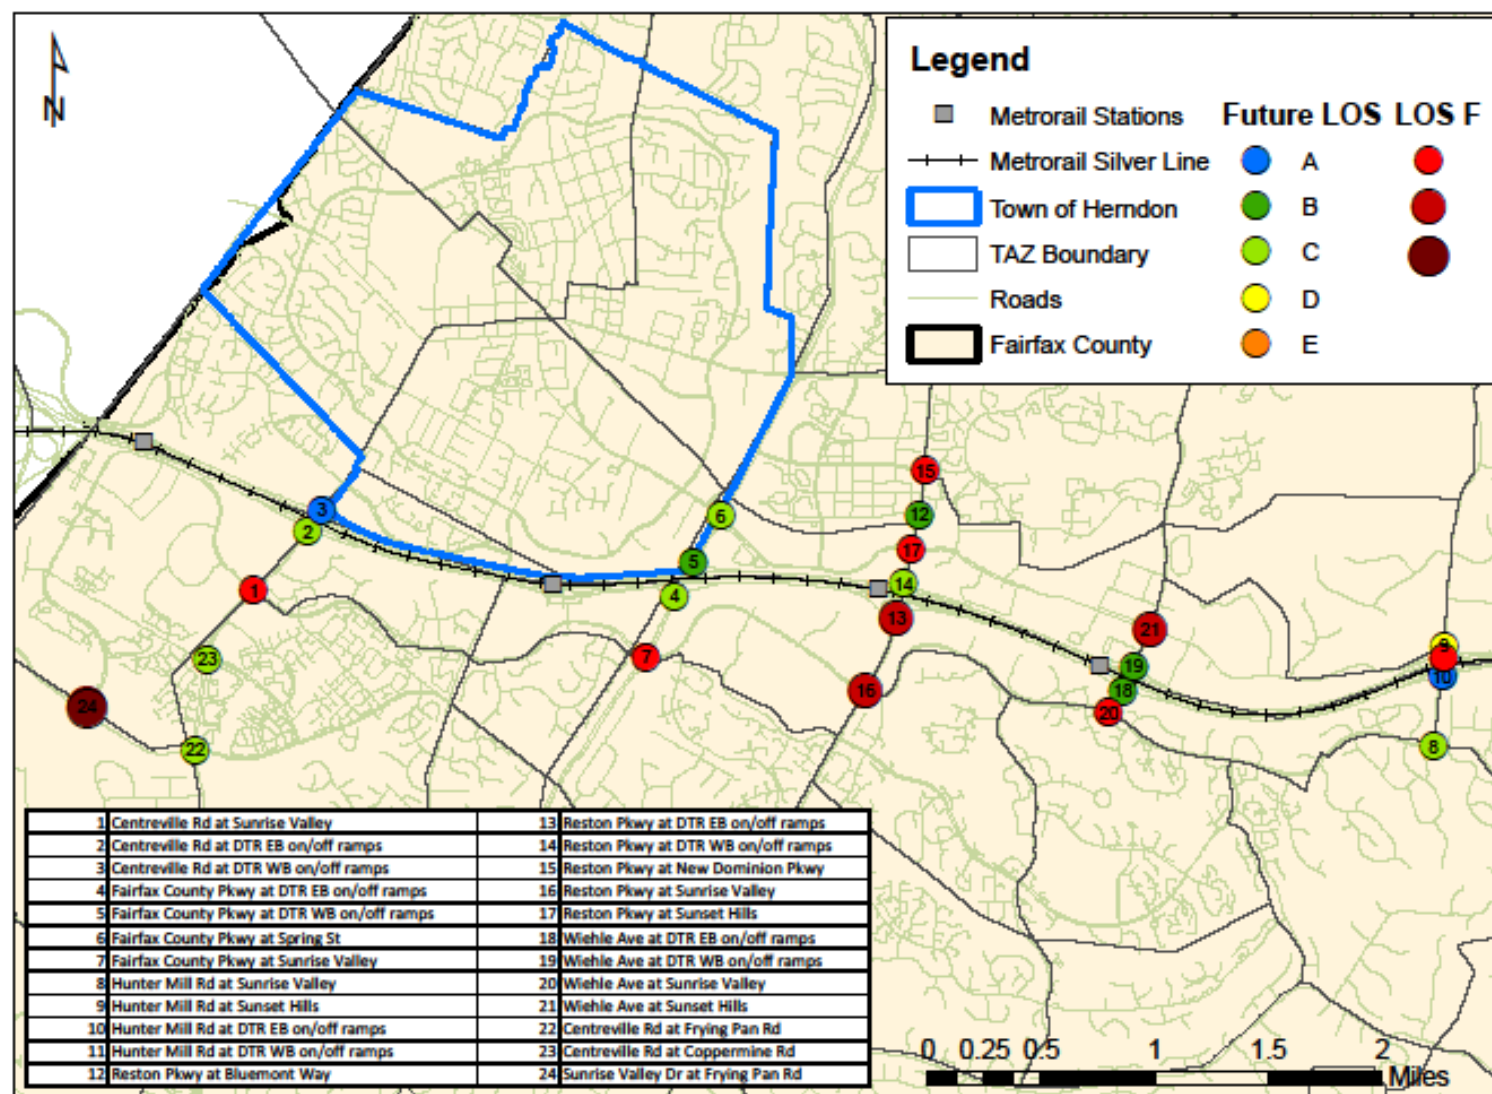 N
Legend
Metrorail Stations
Metrorail Silver Line
Town of Herndon
TAZ Boundary
Roads
Fairfax County
Future LOS LOS F
A
B
C
D
E
15
12
17
14
13
16
6
5
4
7
3
2
1
23
24
22
21
19
18
20
9
10
8
1 Centreville Rd at Sunrise Valley
2 Centreville Rd at DTR EB on/off ramps
3 Centreville Rd at DTR WB on/off ramps
4 Fairfax County Pkwy at DTR EB on/off ramps
5 Fairfax County Pkwy at DTR WB on/off ramps
6 Fairfax County Pkwy at Spring St
7 Fairfax County Pkwy at Sunrise Valley
8 Hunter Mill Rd at Sunrise Valley
9 Hunter Mill Rd at Sunset Hills
10 Hunter Mill Rd at DTR EB on/off ramps
11 Hunter Mill Rd at DTR WB on/off ramps
12 Reston Pkwy at Bluemont Way
13 Reston Pkwy at DTR EB on/off ramps
14 Reston Pkwy at DTR WB on/off ramps
15 Reston Pkwy at New Dominion Pkwy
16 Reston Pkwy at Sunrise Valley
17 Reston Pkwy at Sunset Hills
18 Wiehle Ave at DTR EB on/off ramps
19 Wiehle Ave at DTR WB on/off ramps
20 Wiehle Ave at Sunrise Valley
21 Wiehle Ave at Sunset Hills
22 Centreville Rd at Frying Pan Rd
23 Centreville Rd at Coppermine Rd
24 Sunrise Valley Dr at Frying Pan Rd
0 0.25 0.5 1 1.5 2
Miles